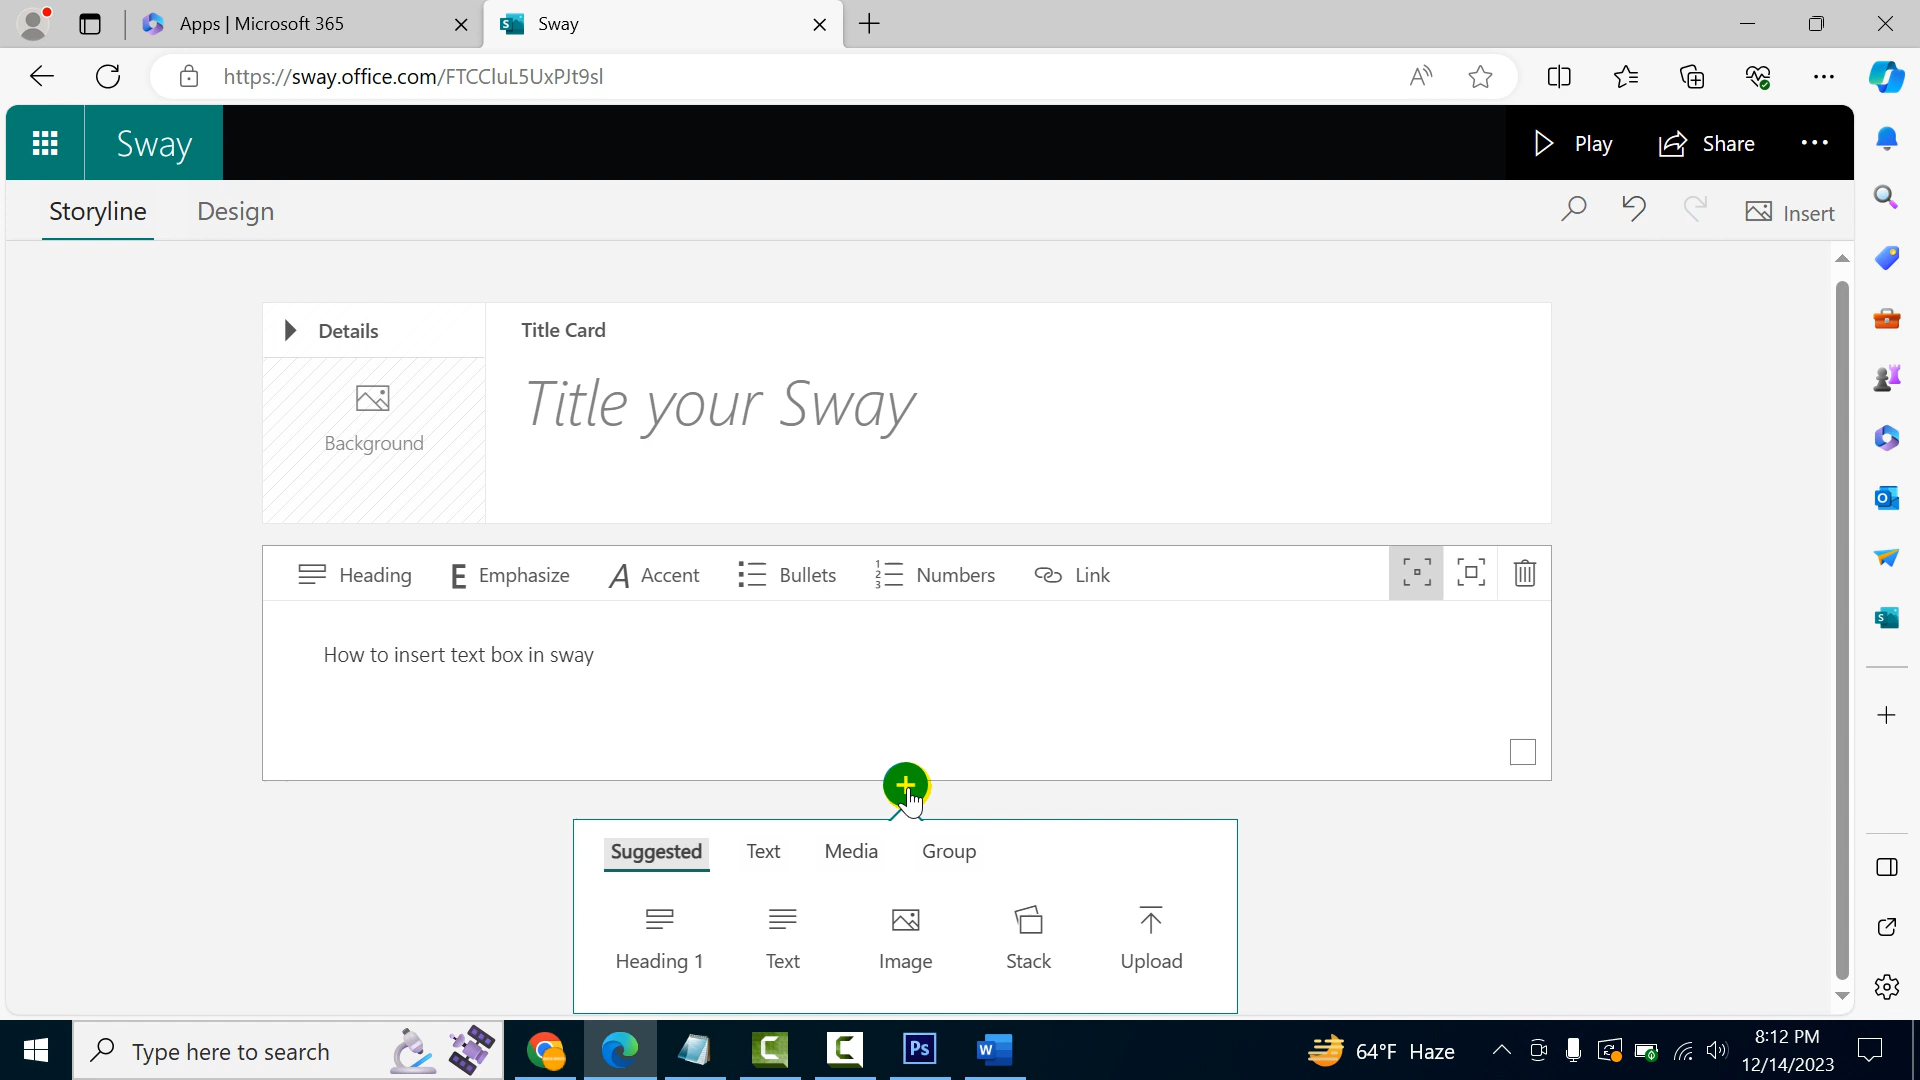 Apps | Microsoft 365
Sway
https://sway.office.com/FTCCluL5UxPJt9sl
Sway
Play
Share
Storyline
Design
Insert
Details
Title Card
Background
Title your Sway
Heading
E Emphasize
A Accent
Bullets
Numbers
Link
How to insert text box in sway
Suggested
Text
Media
Group
Heading 1
Text
Image
Stack
Upload
Type here to search
Ps
W
64°F Haze
8:12 PM
12/14/2023